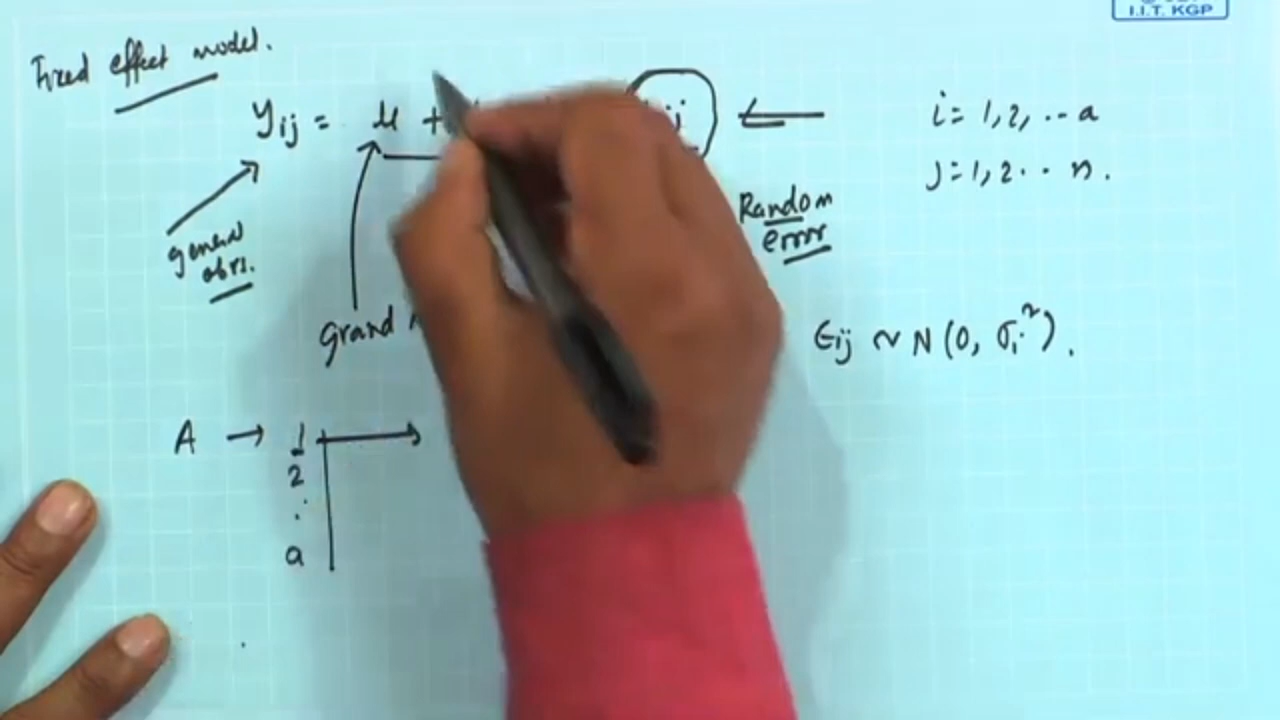 I.I.T. KGP
Fixed effect model.
yij = μ + ij
i = 1, 2, ·· a
j = 1, 2 ·· n.
general
obs.
Random
error
Grand
ϵij ~ N(0, σi²).
A → 1
2
:
a